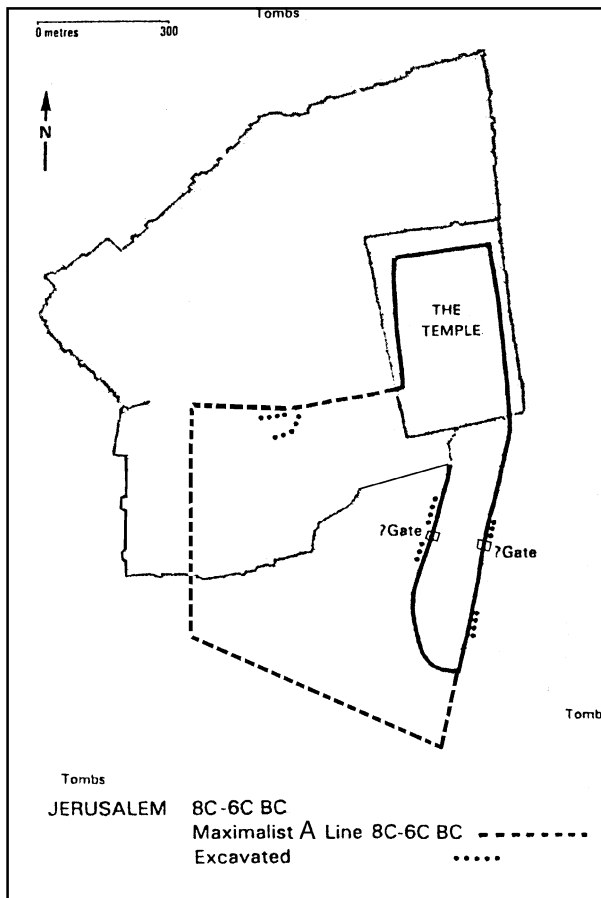 Tombs
0 metres 300
N
THE
TEMPLE
?Gate
?Gate
Tomb
Tombs
JERUSALEM 8C-6C BC
Maximalist A Line 8C-6C BC
Excavated